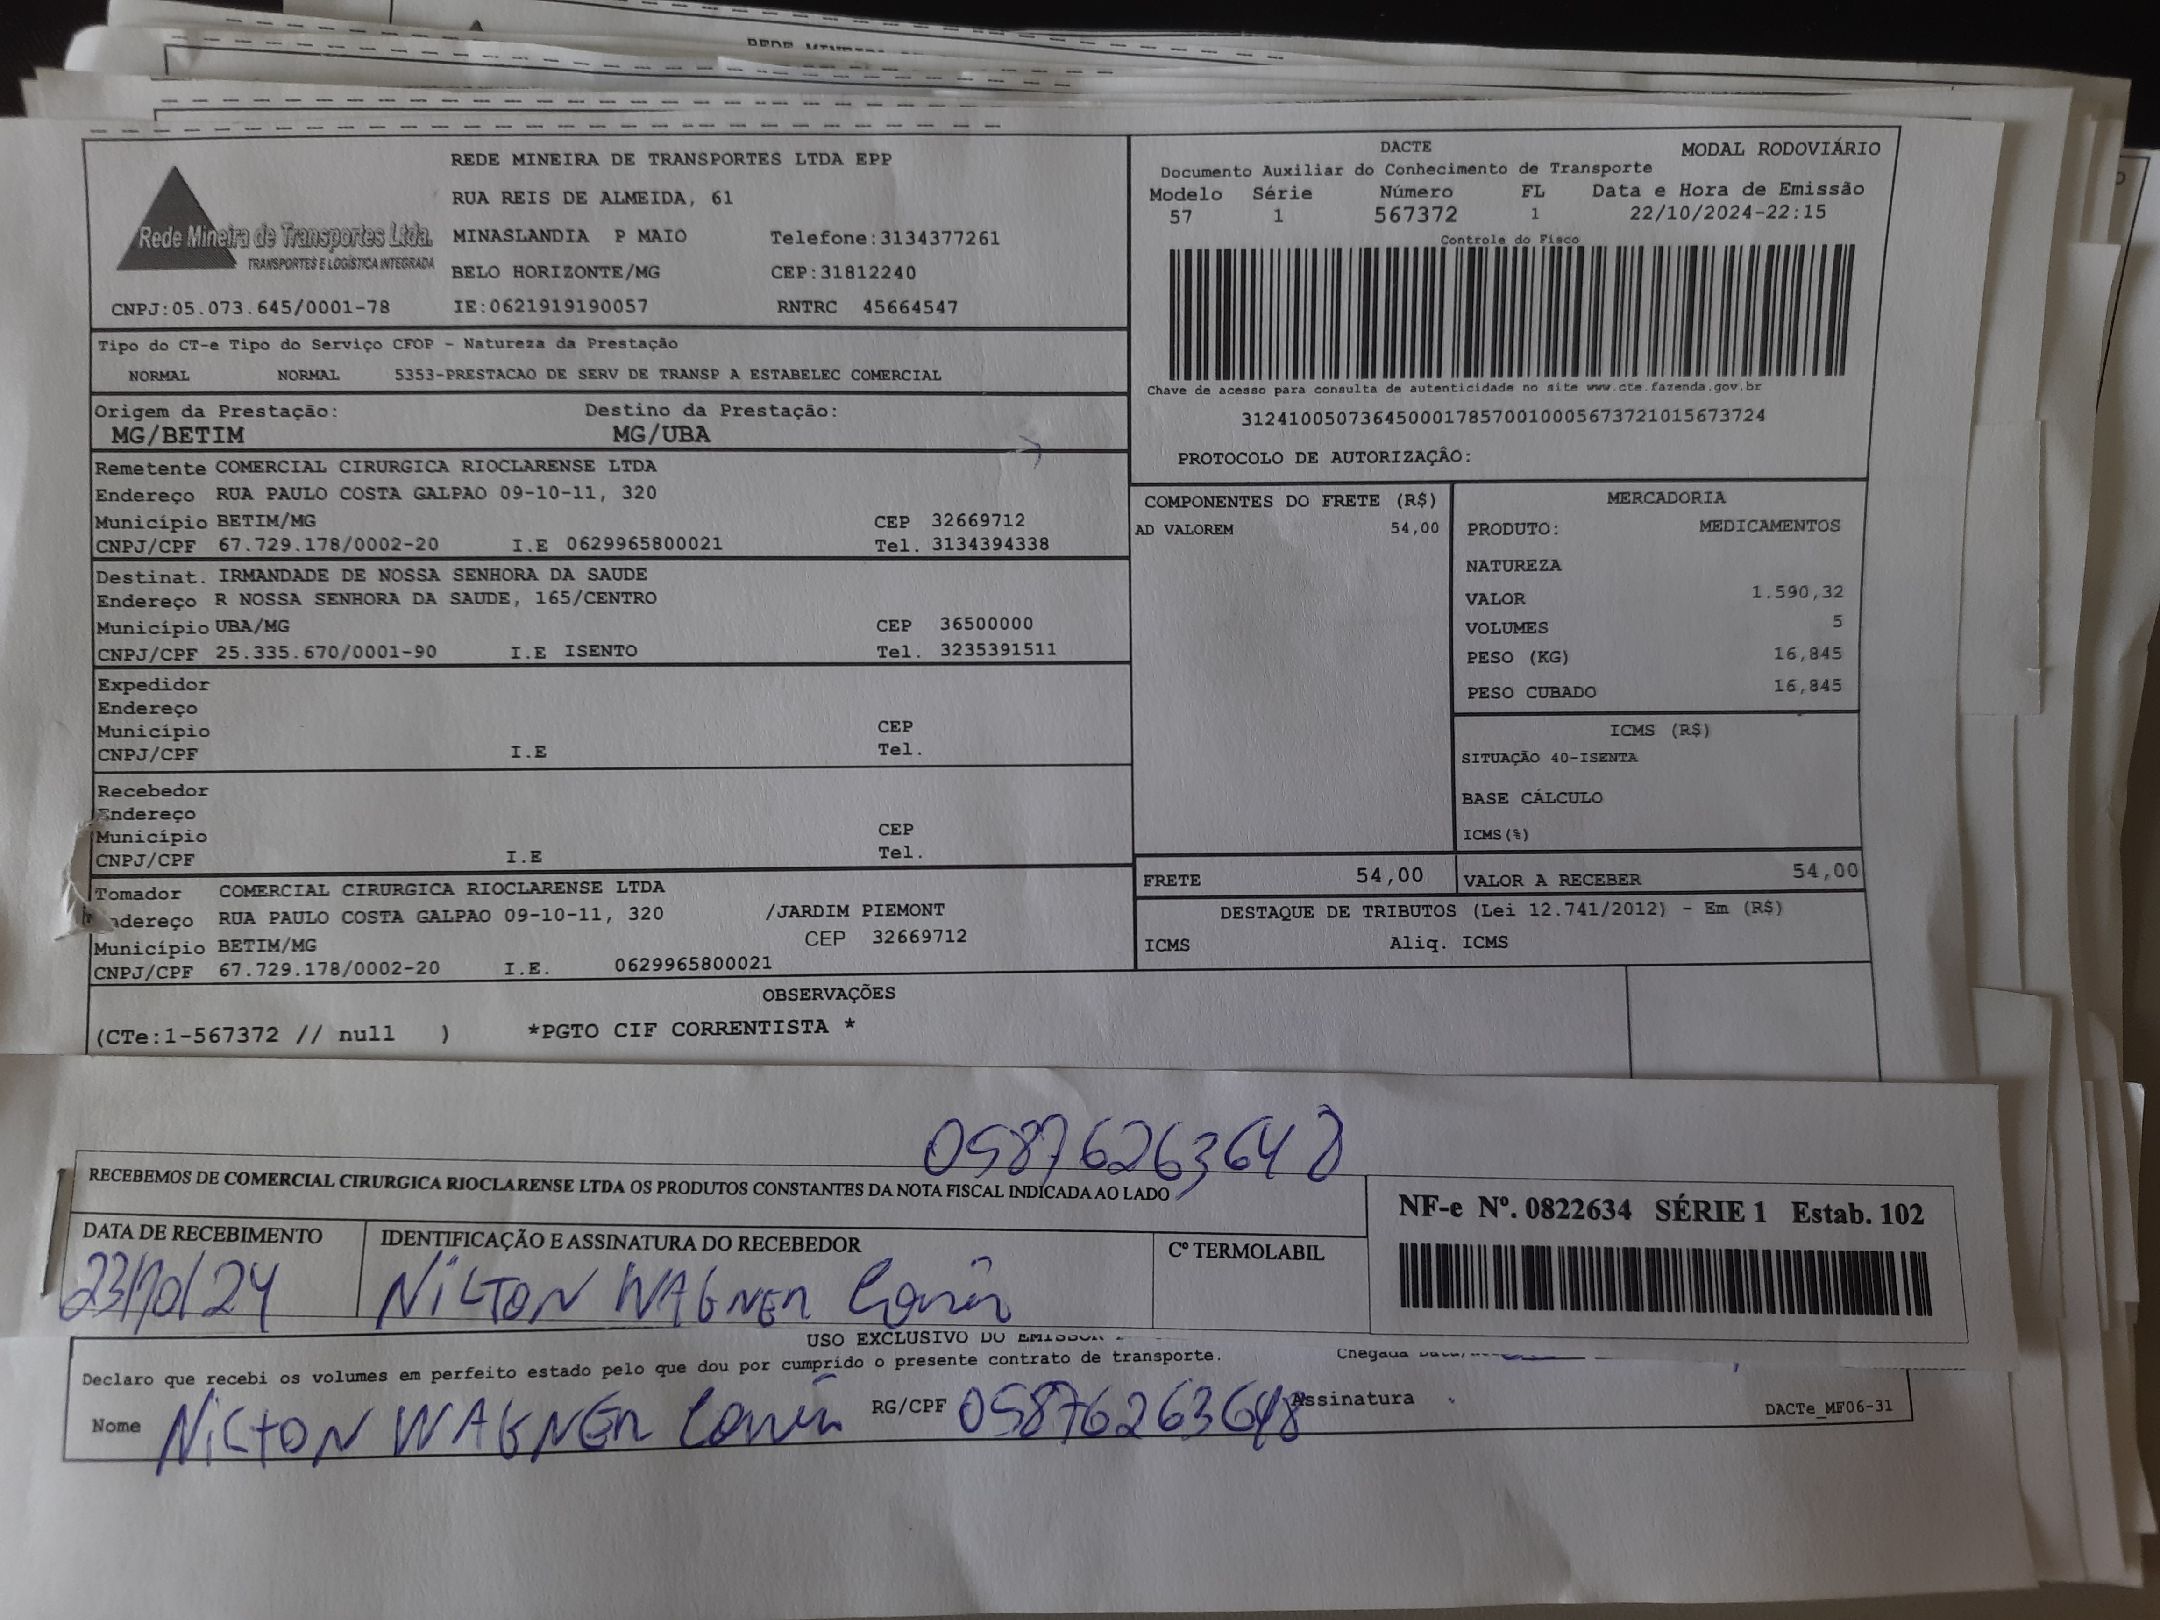 REDE MINEIRA DE TRANSPORTES LTDA EPP
RUA REIS DE ALMEIDA, 61
Rede Mineira de Transportes Ltda.
TRANSPORTES E LOGÍSTICA INTEGRADA
MINASLANDIA P MAIO Telefone:3134377261
BELO HORIZONTE/MG CEP:31812240
CNPJ:05.073.645/0001-78 IE:0621919190057 RNTRC 45664547
DACTE MODAL RODOVIÁRIO
Documento Auxiliar do Conhecimento de Transporte
Modelo Série Número FL Data e Hora de Emissão
57 1 567372 1 22/10/2024-22:15
Controle do Fisco
Chave de acesso para consulta de autenticidade no site www.cte.fazenda.gov.br
31241005073645000178570010005673721015673724
PROTOCOLO DE AUTORIZAÇÂO:
Tipo do CT-e Tipo do Serviço CFOP - Natureza da Prestação
NORMAL NORMAL 5353-PRESTACAO DE SERV DE TRANSP A ESTABELEC COMERCIAL
Origem da Prestação: Destino da Prestação:
MG/BETIM MG/UBA
Remetente COMERCIAL CIRURGICA RIOCLARENSE LTDA
Endereço RUA PAULO COSTA GALPAO 09-10-11, 320
Município BETIM/MG CEP 32669712
CNPJ/CPF 67.729.178/0002-20 I.E 0629965800021 Tel. 3134394338
Destinat. IRMANDADE DE NOSSA SENHORA DA SAUDE
Endereço R NOSSA SENHORA DA SAUDE, 165/CENTRO
Município UBA/MG CEP 36500000
CNPJ/CPF 25.335.670/0001-90 I.E ISENTO Tel. 3235391511
Expedidor
Endereço
Município CEP
CNPJ/CPF I.E Tel.
Recebedor
Endereço
Município CEP
CNPJ/CPF I.E Tel.
Tomador COMERCIAL CIRURGICA RIOCLARENSE LTDA
RUA PAULO COSTA GALPAO 09-10-11, 320 /JARDIM PIEMONT
Município BETIM/MG CEP 32669712
CNPJ/CPF 67.729.178/0002-20 I.E. 0629965800021
COMPONENTES DO FRETE (R$)
AD VALOREM 54,00
MERCADORIA
PRODUTO: MEDICAMENTOS
NATUREZA
VALOR 1.590,32
VOLUMES 5
PESO (KG) 16,845
PESO CUBADO 16,845
ICMS (R$)
SITUAÇÃO 40-ISENTA
BASE CÁLCULO
ICMS(%)
FRETE 54,00 VALOR A RECEBER 54,00
DESTAQUE DE TRIBUTOS (Lei 12.741/2012) - Em (R$)
ICMS Aliq. ICMS
OBSERVAÇÕES
(CTe:1-567372 // null ) *PGTO CIF CORRENTISTA *
05876263648
RECEBEMOS DE COMERCIAL CIRURGICA RIOCLARENSE LTDA OS PRODUTOS CONSTANTES DA NOTA FISCAL INDICADA AO LADO
NF-e Nº. 0822634 SÉRIE 1 Estab. 102
DATA DE RECEBIMENTO IDENTIFICAÇÃO E ASSINATURA DO RECEBEDOR Cº TERMOLABIL
23/10/24 NILTON WAGNER
USO EXCLUSIVO DO
Declaro que recebi os volumes em perfeito estado pelo que dou por cumprido o presente contrato de transporte. Chegada
Nome NILTON WAGNER RG/CPF 05876263648 Assinatura
DACTe_MF06-31